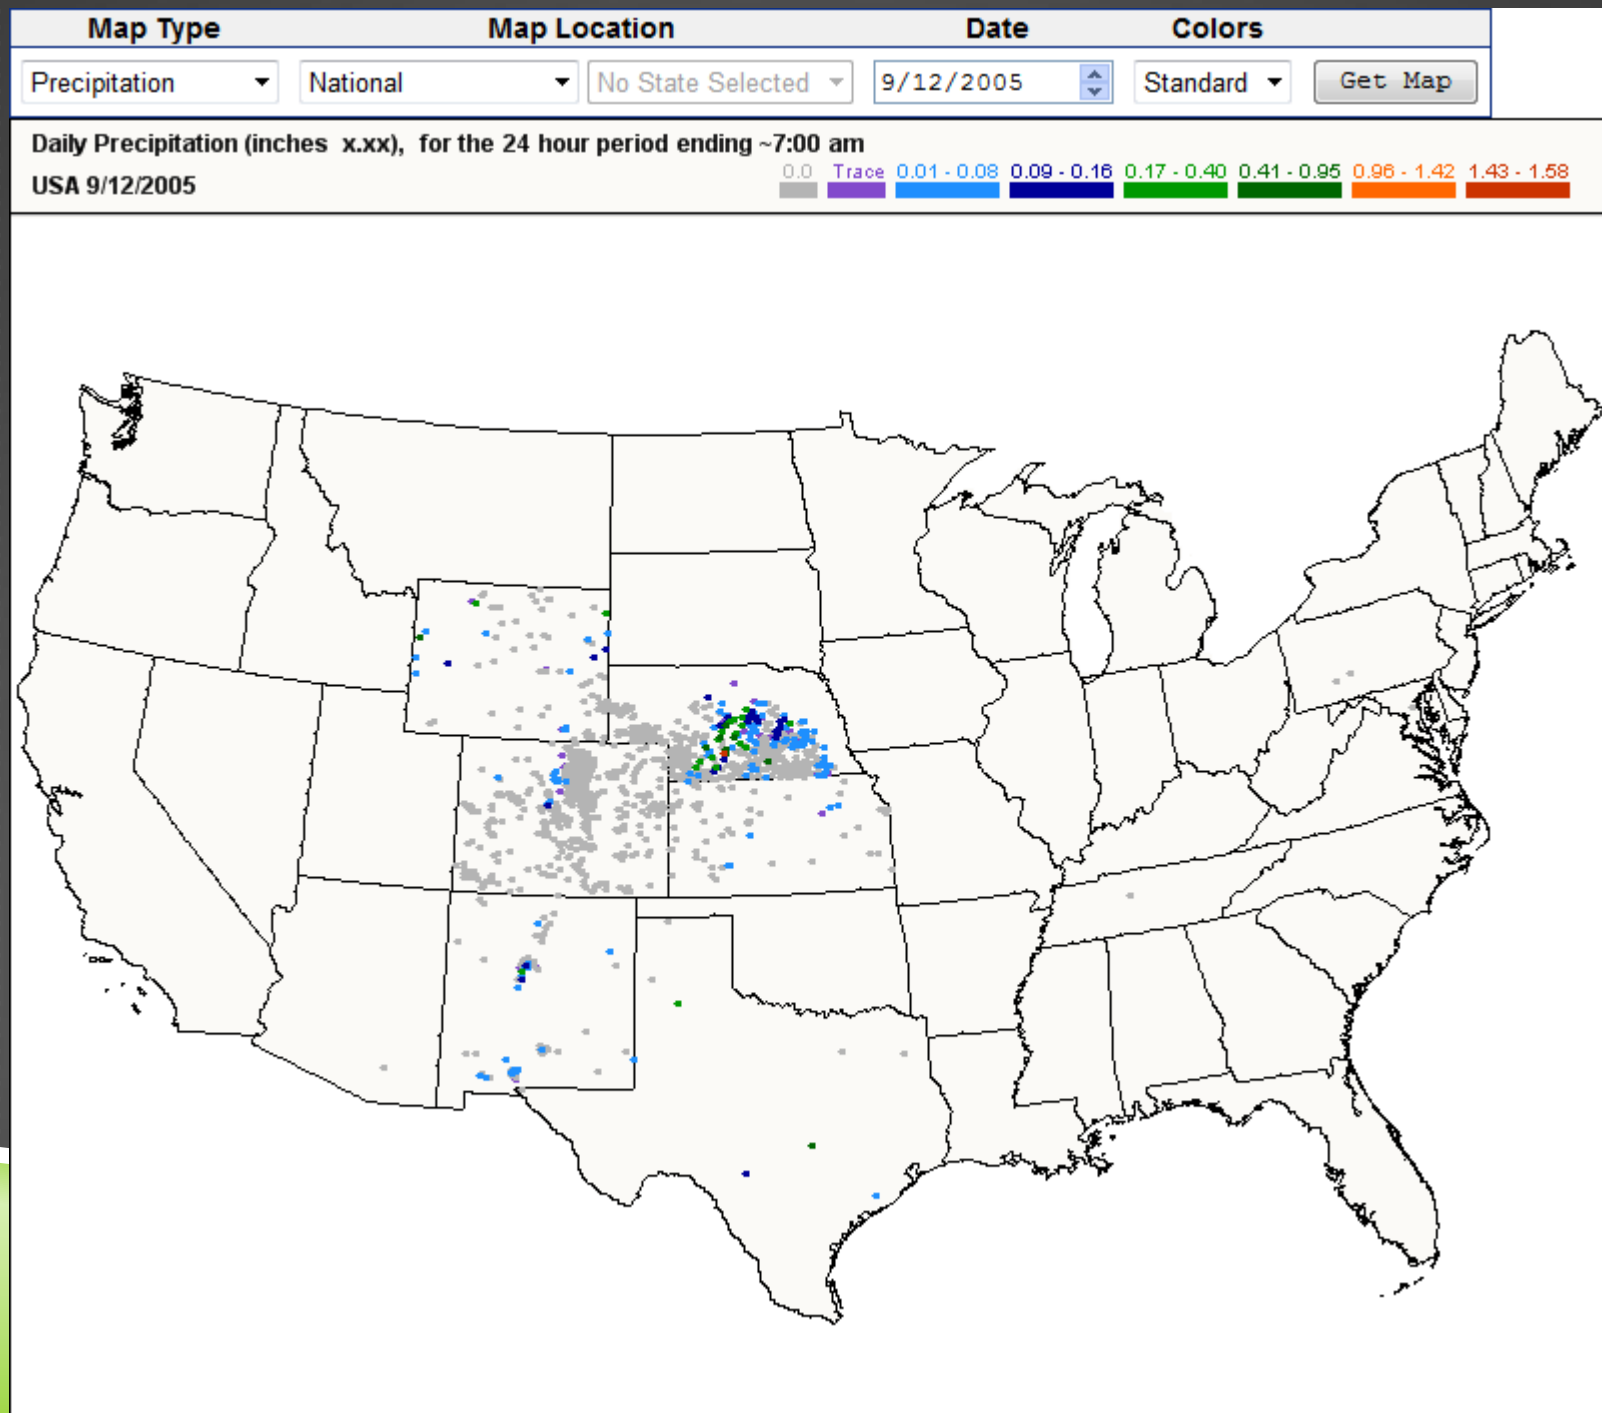 Map Type Map Location Date Colors
Precipitation National No State Selected 9/12/2005 Standard Get Map
Daily Precipitation (inches x.xx), for the 24 hour period ending ~7:00 am
0.0 Trace 0.01 - 0.08 0.09 - 0.16 0.17 - 0.40 0.41 - 0.95 0.96 - 1.42 1.43 - 1.58
USA 9/12/2005